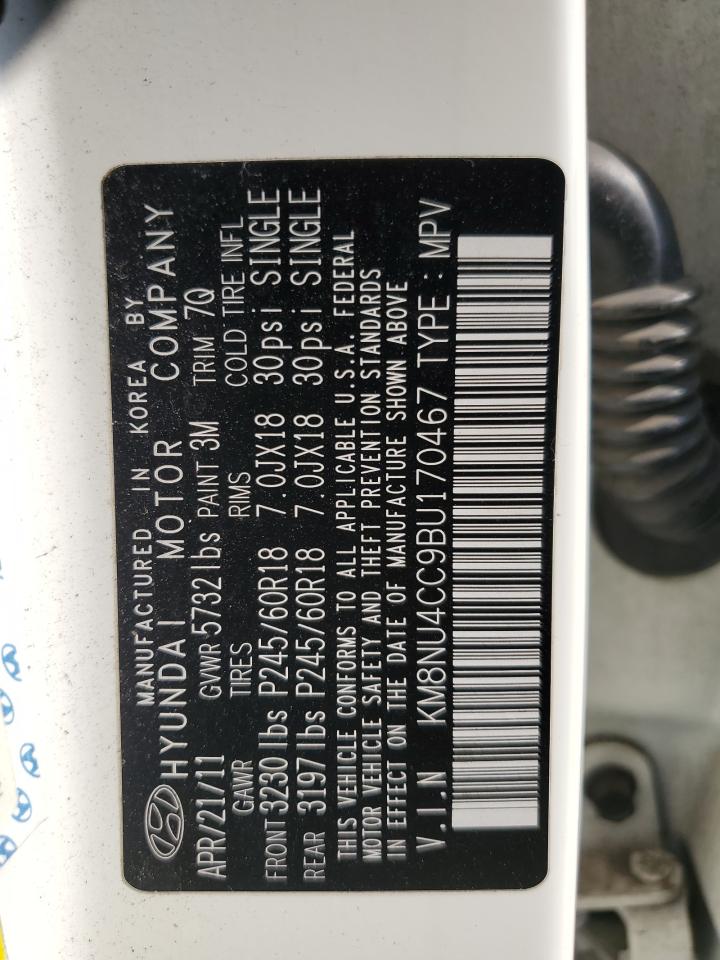 MANUFACTURED IN KOREA BY
HYUNDAI MOTOR COMPANY
APR/21/11 GVWR 5732 lbs PAINT 3M TRIM 7Q
GAWR TIRES RIMS COLD TIRE INFL
FRONT 3230 lbs P245/60R18 7.0JX18 30psi SINGLE
REAR 3197 lbs P245/60R18 7.0JX18 30psi SINGLE
THIS VEHICLE CONFORMS TO ALL APPLICABLE U.S.A. FEDERAL
MOTOR VEHICLE SAFETY AND THEFT PREVENTION STANDARDS
IN EFFECT ON THE DATE OF MANUFACTURE SHOWN ABOVE
V.I.N KM8NU4CC9BU170467 TYPE : MPV